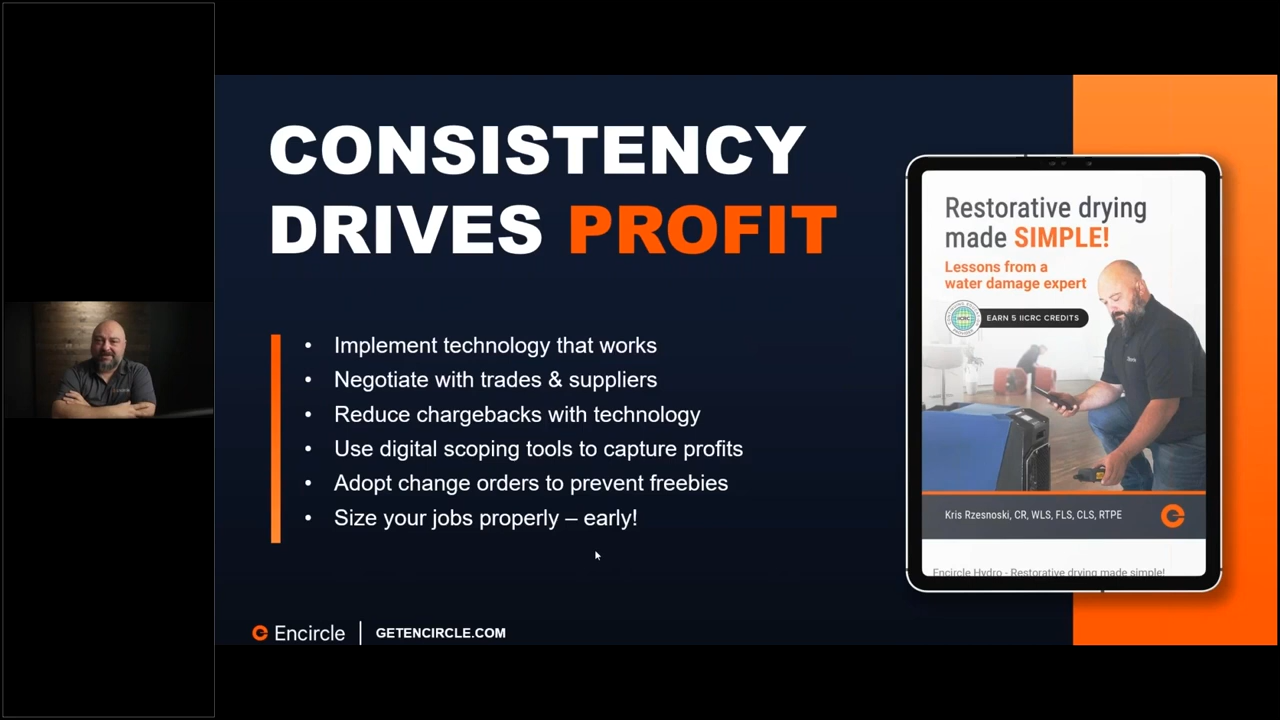 CONSISTENCY
DRIVES PROFIT
• Implement technology that works
• Negotiate with trades & suppliers
• Reduce chargebacks with technology
• Use digital scoping tools to capture profits
• Adopt change orders to prevent freebies
• Size your jobs properly – early!
Encircle | GETENCIRCLE.COM
Restorative drying
made SIMPLE!
Lessons from a
water damage expert
IICRC
EARN 5 IICRC CREDITS
Kris Rzesnoski, CR, WLS, FLS, CLS, RTPE
Encircle Hydro - Restorative drying made simple!